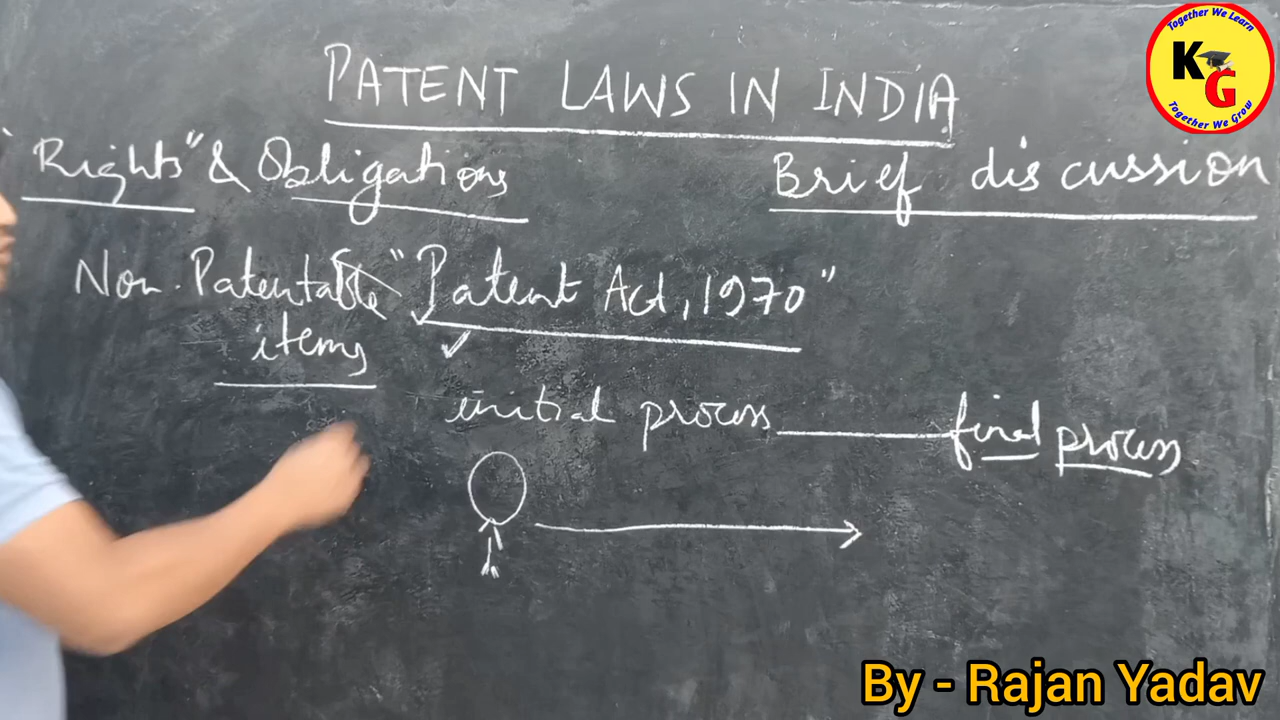 PATENT LAWS IN INDIA
Rights" & Obligations
Brief discussion
Non-Patentable
items
"Patent Act, 1970"
initial process final process
Together We Learn
KG
Together We Grow
By - Rajan Yadav